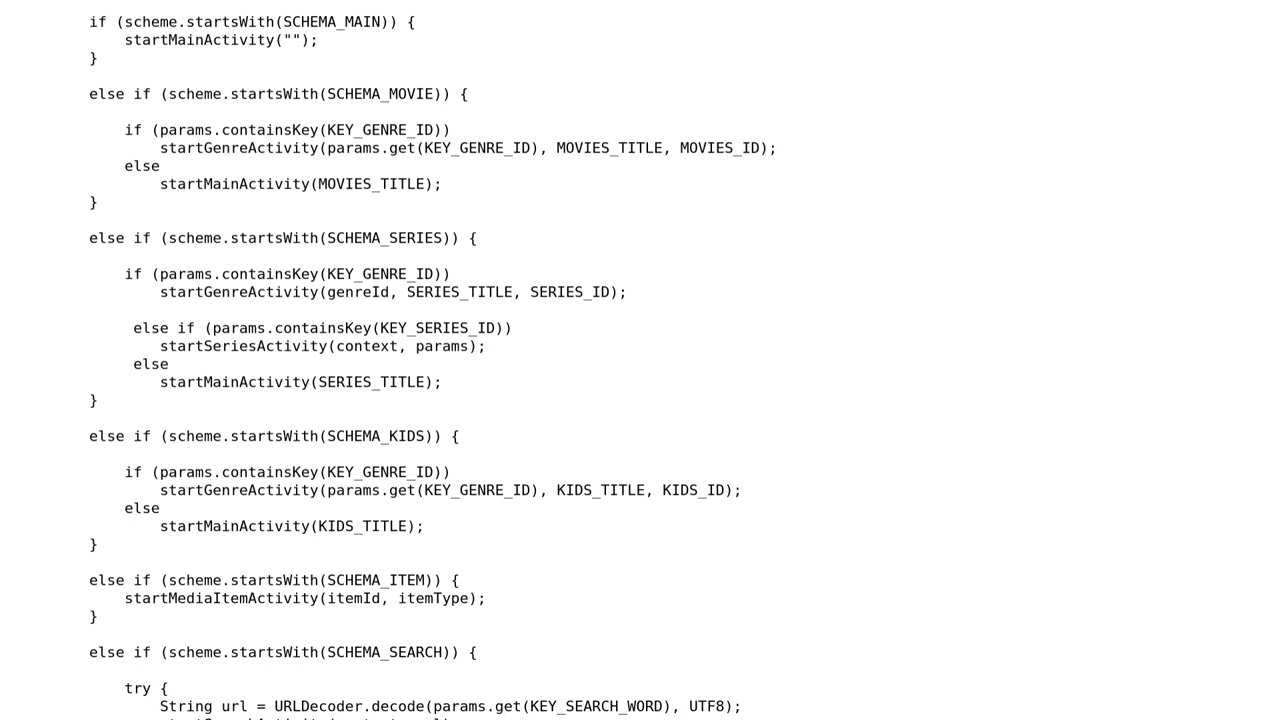 if (scheme.startsWith(SCHEMA_MAIN)) {
    startMainActivity("");
}
else if (scheme.startsWith(SCHEMA_MOVIE)) {
    if (params.containsKey(KEY_GENRE_ID))
        startGenreActivity(params.get(KEY_GENRE_ID), MOVIES_TITLE, MOVIES_ID);
    else
        startMainActivity(MOVIES_TITLE);
}
else if (scheme.startsWith(SCHEMA_SERIES)) {
    if (params.containsKey(KEY_GENRE_ID))
        startGenreActivity(genreId, SERIES_TITLE, SERIES_ID);
     else if (params.containsKey(KEY_SERIES_ID))
        startSeriesActivity(context, params);
     else
        startMainActivity(SERIES_TITLE);
}
else if (scheme.startsWith(SCHEMA_KIDS)) {
    if (params.containsKey(KEY_GENRE_ID))
        startGenreActivity(params.get(KEY_GENRE_ID), KIDS_TITLE, KIDS_ID);
    else
        startMainActivity(KIDS_TITLE);
}
else if (scheme.startsWith(SCHEMA_ITEM)) {
    startMediaItemActivity(itemId, itemType);
}
else if (scheme.startsWith(SCHEMA_SEARCH)) {
    try {
        String url = URLDecoder.decode(params.get(KEY_SEARCH_WORD), UTF8);